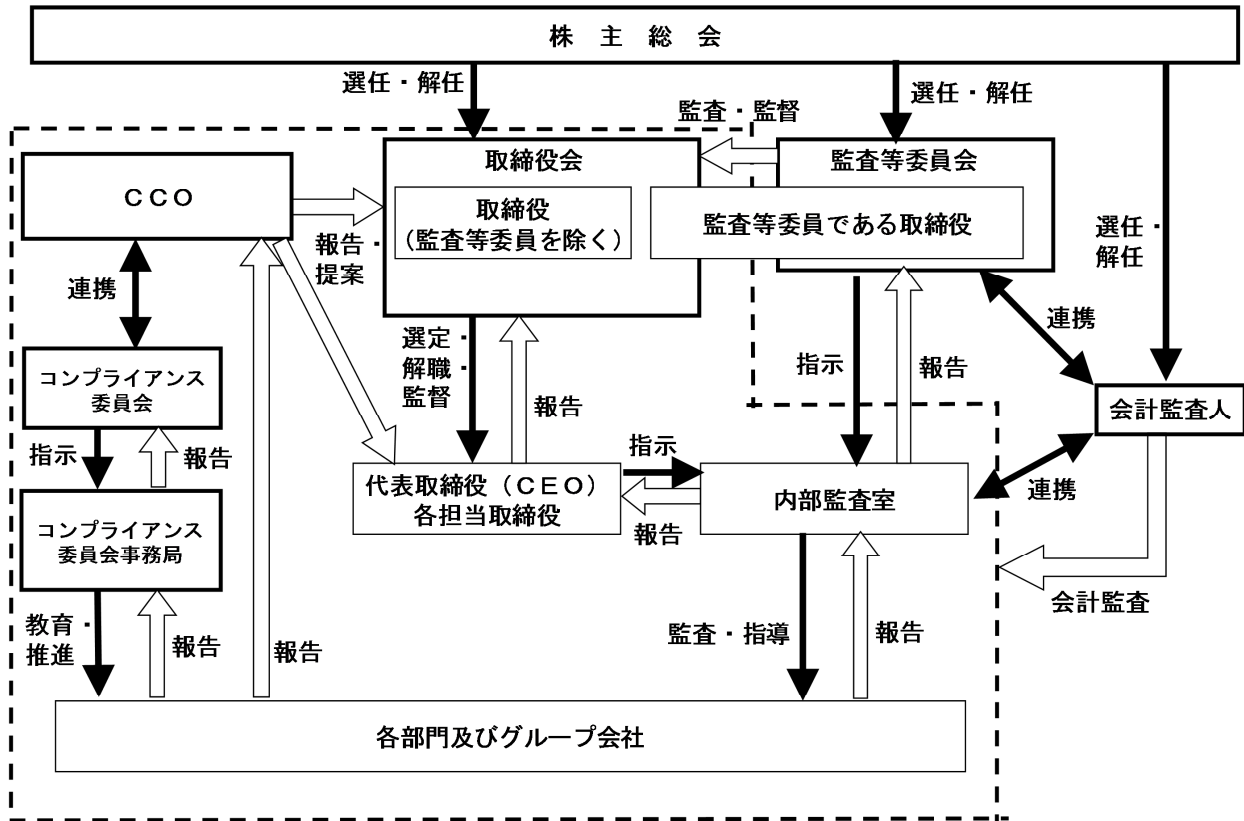 株 主 総 会
選任・解任
選任・解任
監査・監督
取締役会
監査等委員会
CCO
取締役
(監査等委員を除く)
監査等委員である取締役
報告・
提案
選任・
解任
連携
選定・
解職・
監督
連携
指示
報告
コンプライアンス
委員会
報告
会計監査人
指示
報告
指示
代表取締役(CEO)
各担当取締役
内部監査室
連携
報告
コンプライアンス
委員会事務局
会計監査
教育・
推進
報告
報告
監査・指導
報告
各部門及びグループ会社